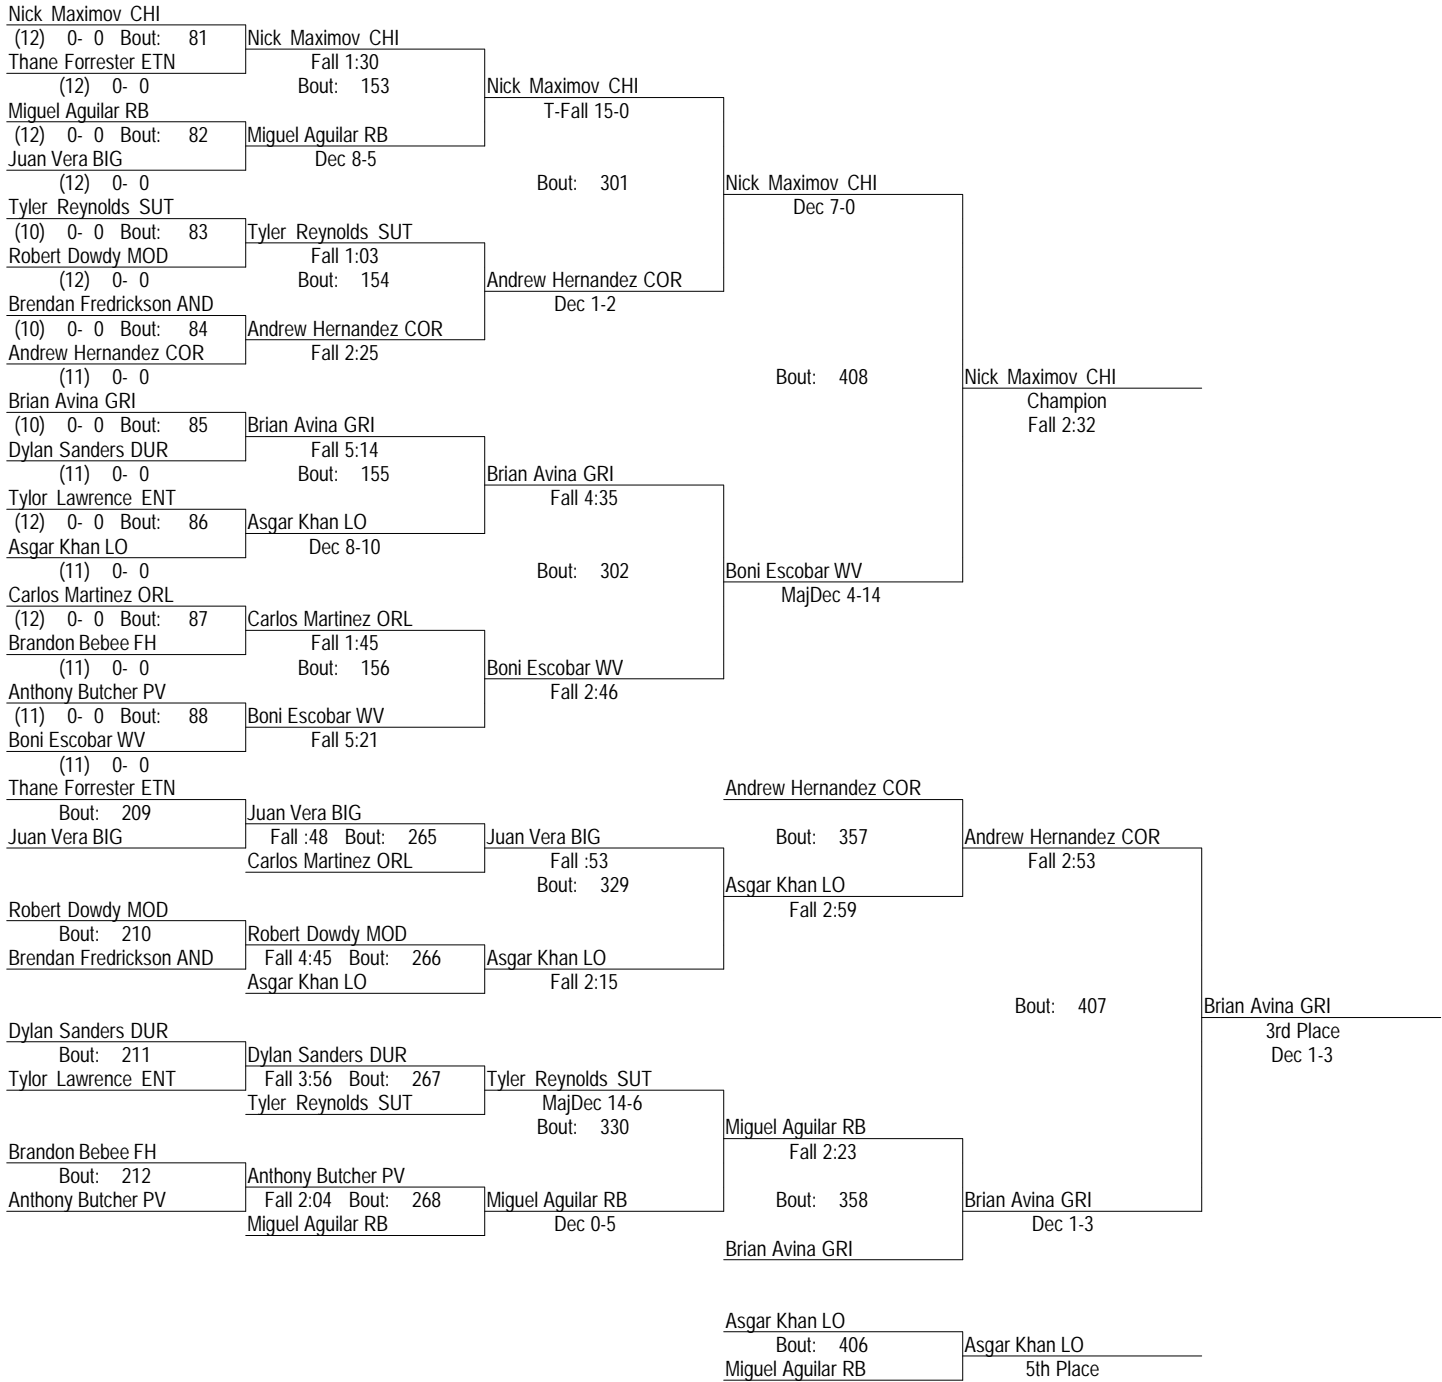 Nick Maximov CHI
(12) 0- 0 Bout: 81 Nick Maximov CHI
Thane Forrester ETN Fall 1:30
(12) 0- 0 Bout: 153 Nick Maximov CHI
Miguel Aguilar RB T-Fall 15-0
(12) 0- 0 Bout: 82 Miguel Aguilar RB
Juan Vera BIG Dec 8-5
(12) 0- 0 Bout: 301 Nick Maximov CHI
Tyler Reynolds SUT Dec 7-0
(10) 0- 0 Bout: 83 Tyler Reynolds SUT
Robert Dowdy MOD Fall 1:03
(12) 0- 0 Bout: 154 Andrew Hernandez COR
Brendan Fredrickson AND Dec 1-2
(10) 0- 0 Bout: 84 Andrew Hernandez COR
Andrew Hernandez COR Fall 2:25
(11) 0- 0 Bout: 408 Nick Maximov CHI
Brian Avina GRI Champion
(10) 0- 0 Bout: 85 Brian Avina GRI Fall 2:32
Dylan Sanders DUR Fall 5:14
(11) 0- 0 Bout: 155 Brian Avina GRI
Tylor Lawrence ENT Fall 4:35
(12) 0- 0 Bout: 86 Asgar Khan LO
Asgar Khan LO Dec 8-10
(11) 0- 0 Bout: 302 Boni Escobar WV
Carlos Martinez ORL MajDec 4-14
(12) 0- 0 Bout: 87 Carlos Martinez ORL
Brandon Bebee FH Fall 1:45
(11) 0- 0 Bout: 156 Boni Escobar WV
Anthony Butcher PV Fall 2:46
(11) 0- 0 Bout: 88 Boni Escobar WV
Boni Escobar WV Fall 5:21
(11) 0- 0
Thane Forrester ETN Andrew Hernandez COR
Bout: 209 Juan Vera BIG
Juan Vera BIG Fall :48 Bout: 265 Juan Vera BIG Bout: 357 Andrew Hernandez COR
Carlos Martinez ORL Fall :53 Fall 2:53
Bout: 329 Asgar Khan LO
Robert Dowdy MOD Fall 2:59
Bout: 210 Robert Dowdy MOD
Brendan Fredrickson AND Fall 4:45 Bout: 266 Asgar Khan LO
Asgar Khan LO Fall 2:15
Bout: 407 Brian Avina GRI
Dylan Sanders DUR 3rd Place
Bout: 211 Dylan Sanders DUR Dec 1-3
Tylor Lawrence ENT Fall 3:56 Bout: 267 Tyler Reynolds SUT
Tyler Reynolds SUT MajDec 14-6
Bout: 330 Miguel Aguilar RB
Brandon Bebee FH Fall 2:23
Bout: 212 Anthony Butcher PV
Anthony Butcher PV Fall 2:04 Bout: 268 Miguel Aguilar RB Bout: 358 Brian Avina GRI
Miguel Aguilar RB Dec 0-5 Dec 1-3
Brian Avina GRI
Asgar Khan LO
Bout: 406 Asgar Khan LO
Miguel Aguilar RB 5th Place